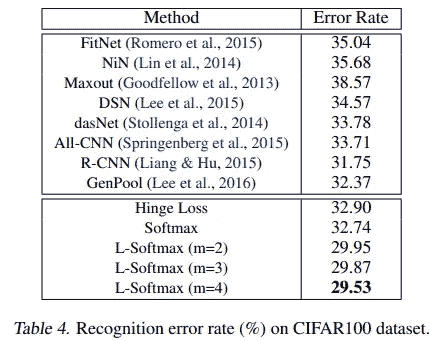 Method Error Rate
FitNet (Romero et al., 2015) 35.04
NiN (Lin et al., 2014) 35.68
Maxout (Goodfellow et al., 2013) 38.57
DSN (Lee et al., 2015) 34.57
dasNet (Stollenga et al., 2014) 33.78
All-CNN (Springenberg et al., 2015) 33.71
R-CNN (Liang & Hu, 2015) 31.75
GenPool (Lee et al., 2016) 32.37
Hinge Loss 32.90
Softmax 32.74
L-Softmax (m=2) 29.95
L-Softmax (m=3) 29.87
L-Softmax (m=4) 29.53
Table 4. Recognition error rate (%) on CIFAR100 dataset.